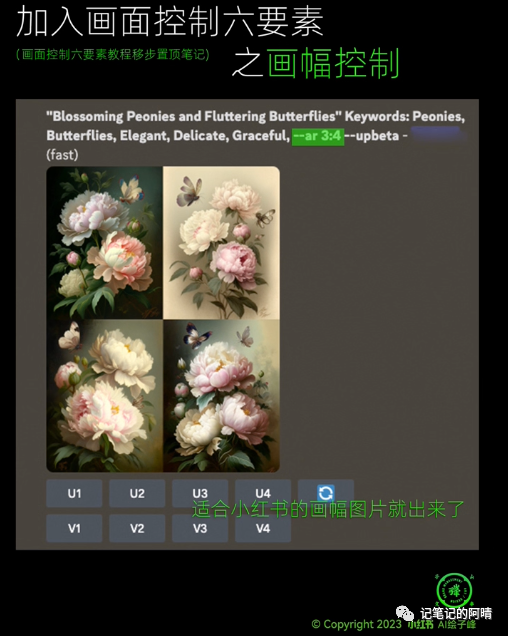 加入画面控制六要素
(画面控制六要素教程移步置顶笔记)
之画幅控制
"Blossoming Peonies and Fluttering Butterflies" Keywords: Peonies,
Butterflies, Elegant, Delicate, Graceful, --ar 3:4 --upbeta -
(fast)
U1 U2 U3 U4
适合小红书的画幅图片就出来了
V1 V2 V3 V4
记笔记的阿晴
© Copyright 2023 小红书 AI绘子峰